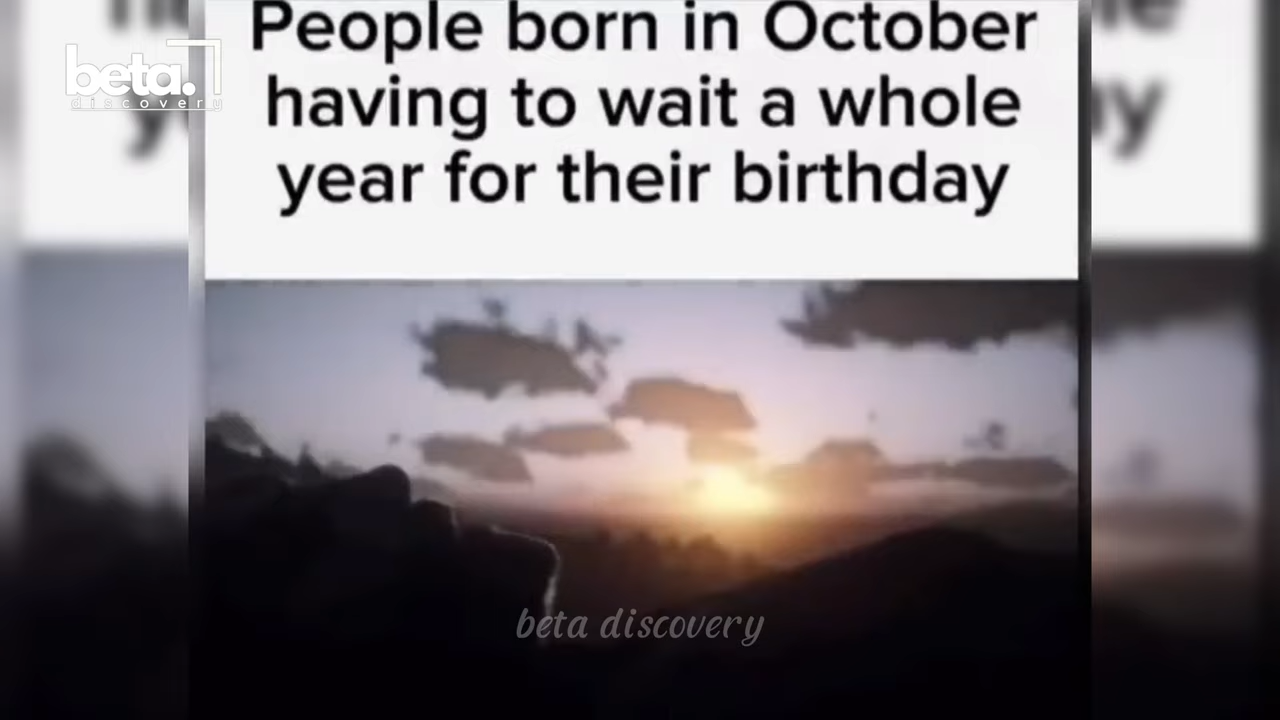 People born in October
having to wait a whole
year for their birthday
beta.
discovery
beta discovery